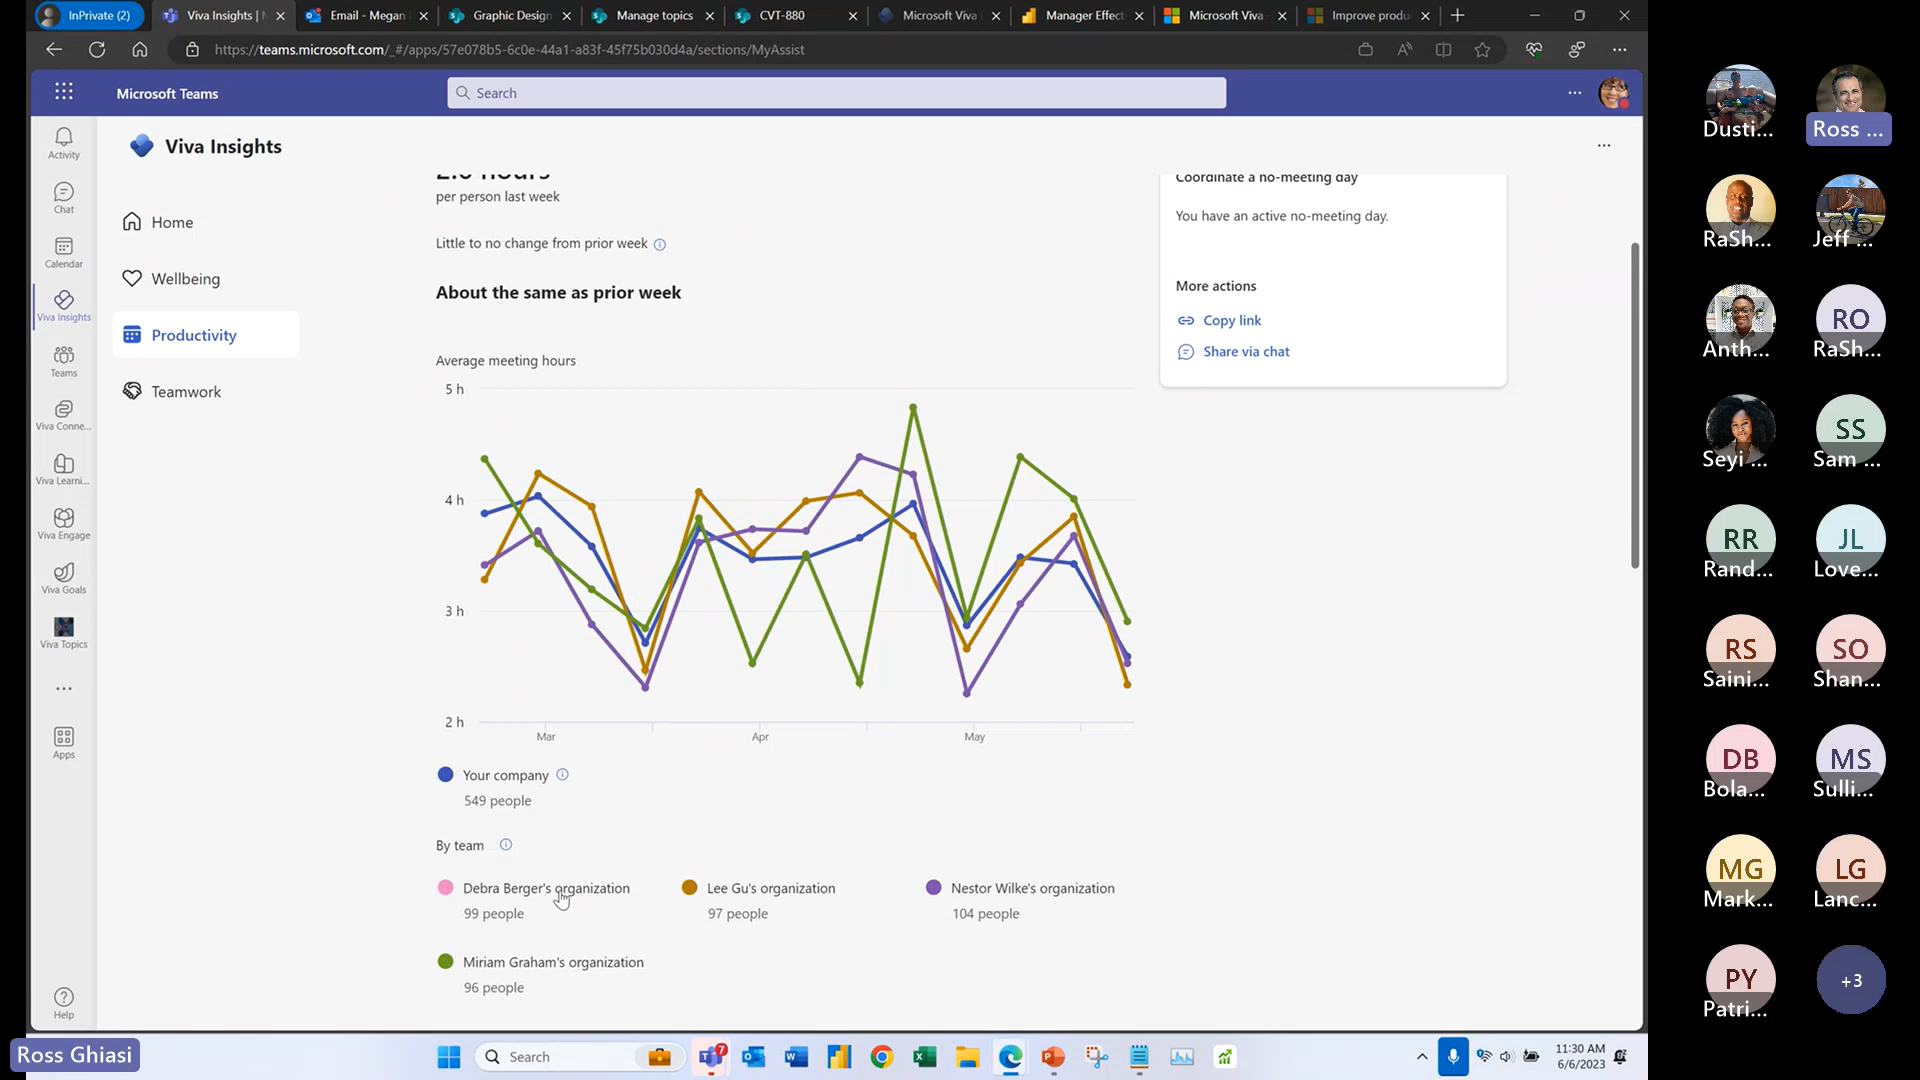 InPrivate (2)
Viva Insights |
Email - Megan
Graphic Design
Manage topics
CVT-880
Microsoft Viva
Manager Effect
Microsoft Viva
Improve produ
https://teams.microsoft.com/_#/apps/57e078b5-6c0e-44a1-a83f-45f75b030d4a/sections/MyAssist
Microsoft Teams
Search
Activity
Chat
Calendar
Viva Insights
Teams
Viva Conne...
Viva Learni...
Viva Engage
Viva Goals
Viva Topics
Apps
Help
Viva Insights
Home
Wellbeing
Productivity
Teamwork
2.6 hours
per person last week
Little to no change from prior week
About the same as prior week
Average meeting hours
5 h
4 h
3 h
2 h
Mar
Apr
May
Your company
549 people
By team
Debra Berger's organization
99 people
Lee Gu's organization
97 people
Nestor Wilke's organization
104 people
Miriam Graham's organization
96 people
Coordinate a no-meeting day
You have an active no-meeting day.
More actions
Copy link
Share via chat
Dusti...
Ross ...
RaSh...
Jeff ...
Anth...
RO
RaSh...
Seyi ...
SS
Sam ...
RR
Rand...
JL
Love...
RS
Saini...
SO
Shan...
DB
Bola...
MS
Sulli...
MG
Mark...
LG
Lanc...
PY
Patri...
+3
Ross Ghiasi
Search
7
11:30 AM
6/6/2023